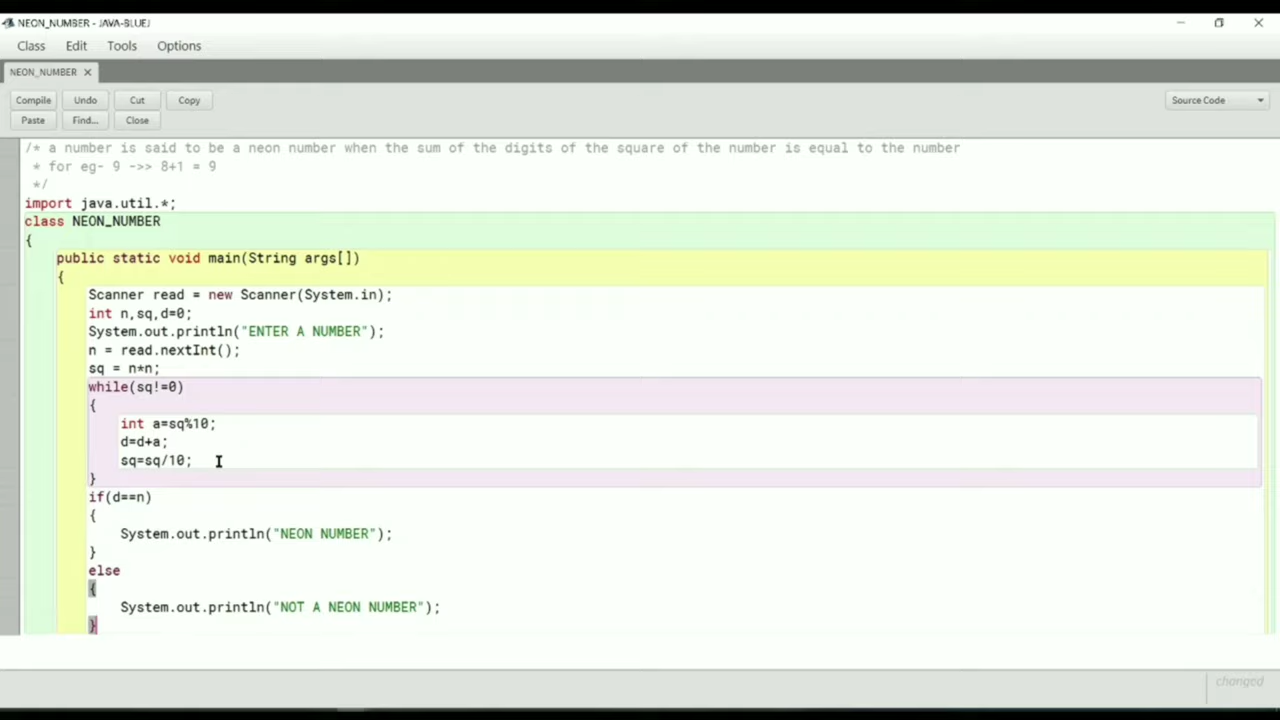 NEON_NUMBER - JAVA-BLUEJ
Class Edit Tools Options
NEON_NUMBER
Compile Undo Cut Copy Source Code
Paste Find... Close
/* a number is said to be a neon number when the sum of the digits of the square of the number is equal to the number
* for eg- 9 ->> 8+1 = 9
*/
import java.util.*;
class NEON_NUMBER
{
public static void main(String args[])
{
Scanner read = new Scanner(System.in);
int n,sq,d=0;
System.out.println("ENTER A NUMBER");
n = read.nextInt();
sq = n*n;
while(sq!=0)
{
int a=sq%10;
d=d+a;
sq=sq/10;
}
if(d==n)
{
System.out.println("NEON NUMBER");
}
else
{
System.out.println("NOT A NEON NUMBER");
}
changed